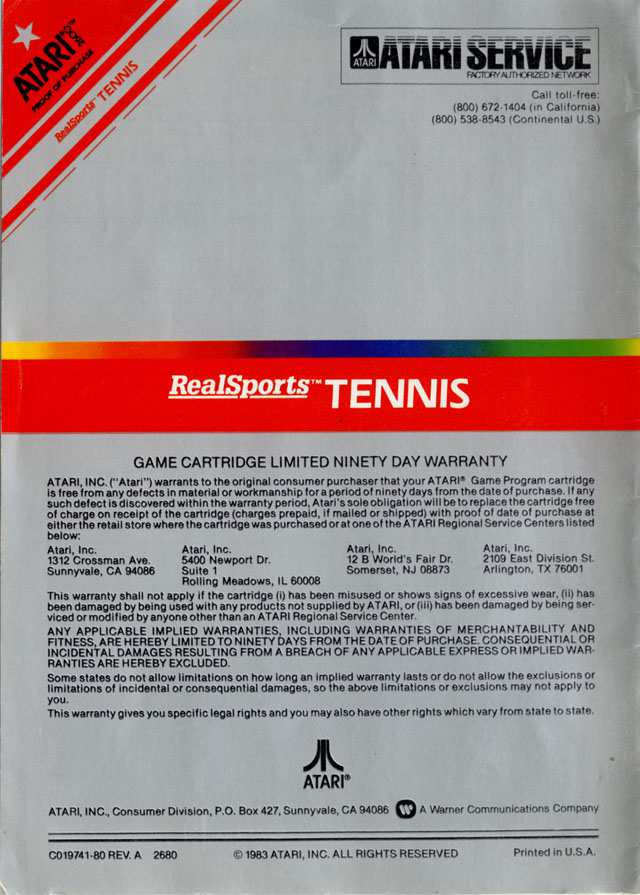 ATARI
PROOF OF PURCHASE
RealSports™ TENNIS
ATARI
ATARI SERVICE
FACTORY AUTHORIZED NETWORK
Call toll-free:
(800) 672-1404 (in California)
(800) 538-8543 (Continental U.S.)
RealSports™ TENNIS
GAME CARTRIDGE LIMITED NINETY DAY WARRANTY
ATARI, INC. ("Atari") warrants to the original consumer purchaser that your ATARI® Game Program cartridge
is free from any defects in material or workmanship for a period of ninety days from the date of purchase. If any
such defect is discovered within the warranty period, Atari's sole obligation will be to replace the cartridge free
of charge on receipt of the cartridge (charges prepaid, if mailed or shipped) with proof of date of purchase at
either the retail store where the cartridge was purchased or at one of the ATARI Regional Service Centers listed
below:
Atari, Inc.
1312 Crossman Ave.
Sunnyvale, CA 94086
Atari, Inc.
5400 Newport Dr.
Suite 1
Rolling Meadows, IL 60008
Atari, Inc.
12 B World's Fair Dr.
Somerset, NJ 08873
Atari, Inc.
2109 East Division St.
Arlington, TX 76001
This warranty shall not apply if the cartridge (i) has been misused or shows signs of excessive wear, (ii) has
been damaged by being used with any products not supplied by ATARI, or (iii) has been damaged by being ser-
viced or modified by anyone other than an ATARI Regional Service Center.
ANY APPLICABLE IMPLIED WARRANTIES, INCLUDING WARRANTIES OF MERCHANTABILITY AND
FITNESS, ARE HEREBY LIMITED TO NINETY DAYS FROM THE DATE OF PURCHASE. CONSEQUENTIAL OR
INCIDENTAL DAMAGES RESULTING FROM A BREACH OF ANY APPLICABLE EXPRESS OR IMPLIED WAR-
RANTIES ARE HEREBY EXCLUDED.
Some states do not allow limitations on how long an implied warranty lasts or do not allow the exclusions or
limitations of incidental or consequential damages, so the above limitations or exclusions may not apply to
you.
This warranty gives you specific legal rights and you may also have other rights which vary from state to state.
ATARI®
ATARI, INC., Consumer Division, P.O. Box 427, Sunnyvale, CA 94086 A Warner Communications Company
C019741-80 REV. A 2680 © 1983 ATARI, INC. ALL RIGHTS RESERVED Printed in U.S.A.